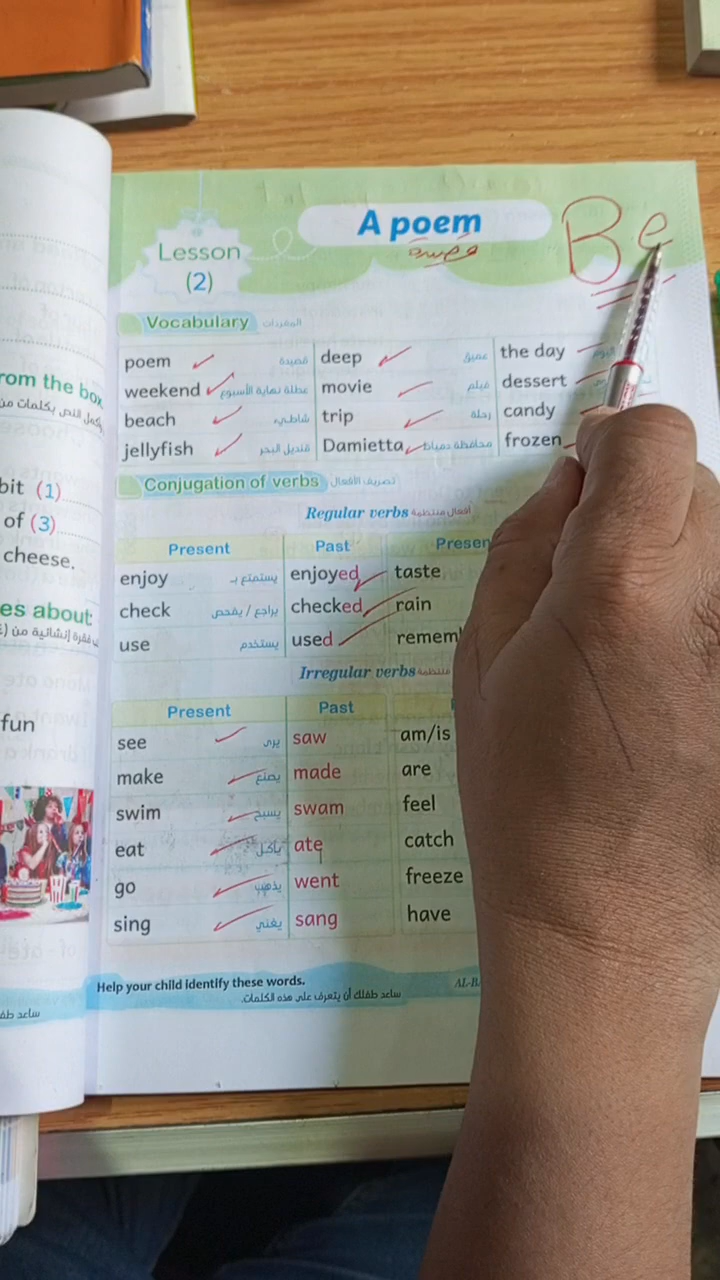 A poem
Be
Lesson
(2)
Vocabulary المفردات
poem قصيدة deep عميق the day
weekend عطلة نهاية الأسبوع movie فيلم dessert
beach شاطىء trip رحلة candy
jellyfish قنديل البحر Damietta محافظة دمياط frozen
Conjugation of verbs تصريف الأفعال
Regular verbs أفعال منتظمة
Present Past Presen
enjoy يستمتع بـ enjoyed taste
check يراجع / يفحص checked rain
use يستخدم used remem
Irregular verbs
Present Past
see يرى saw am/is
make يصنع made are
swim يسبح swam feel
eat يأكل ate catch
go يذهب went freeze
sing يغني sang have
Help your child identify these words.
ساعد طفلك أن يتعرف على هذه الكلمات.
rom the box
bit (1)
of (3)
cheese.
es about:
fun
ساعد طف